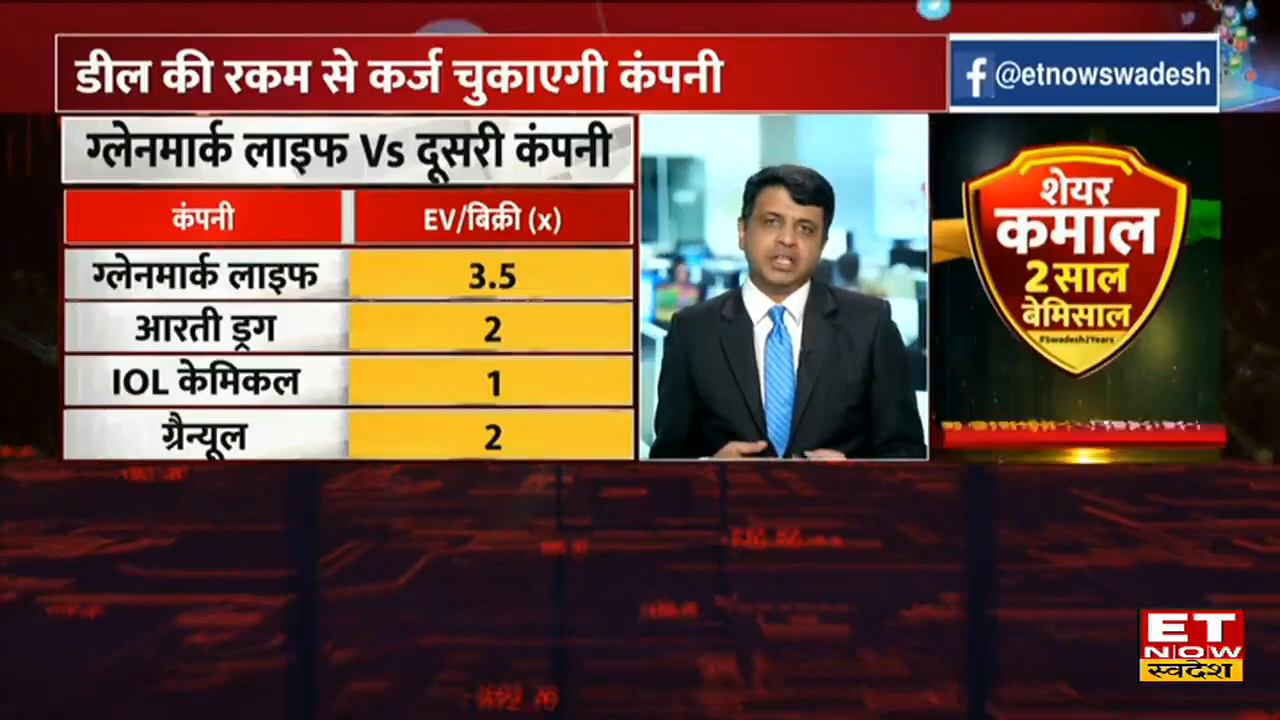 डील की रकम से कर्ज चुकाएगी कंपनी
f @etnowswadesh
ग्लेनमार्क लाइफ Vs दूसरी कंपनी
कंपनी EV/बिक्री (x)
ग्लेनमार्क लाइफ 3.5
आरती ड्रग 2
IOL केमिकल 1
ग्रैन्यूल 2
शेयर
कमाल
2 साल
बेमिसाल
#Swadesh2Years
ET
NOW
स्वदेश